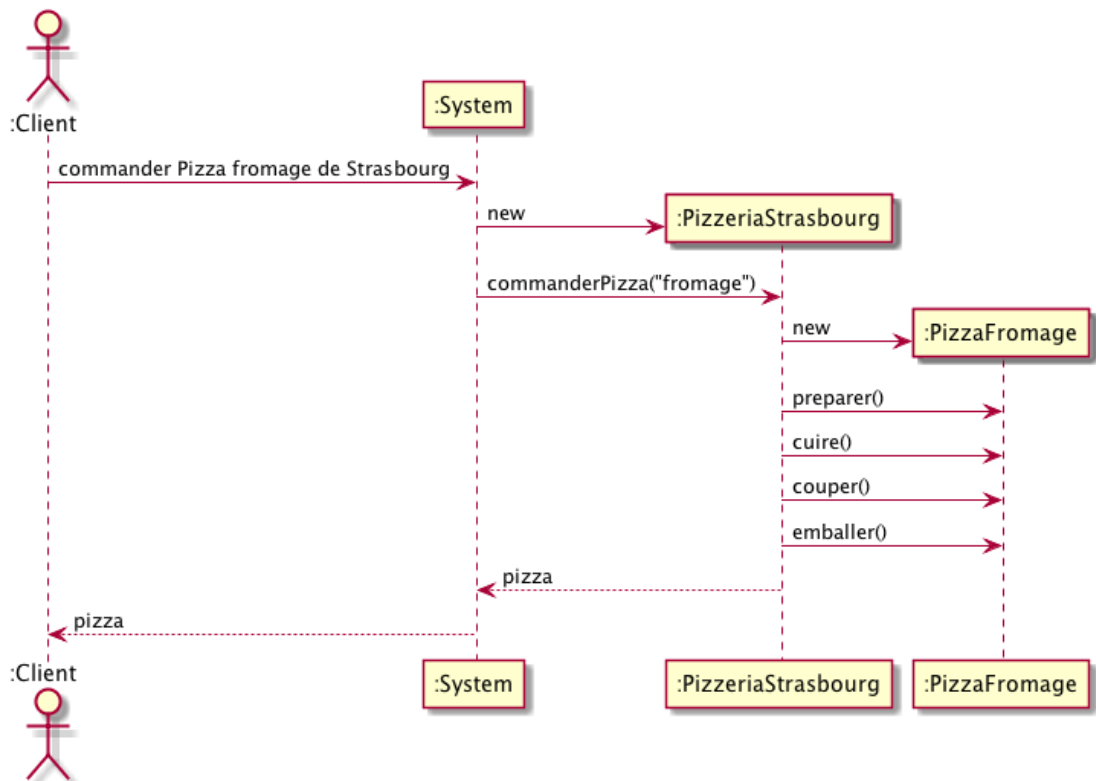 :Client
:System
commander Pizza fromage de Strasbourg
new
:PizzeriaStrasbourg
commanderPizza("fromage")
new
:PizzaFromage
preparer()
cuire()
couper()
emballer()
pizza
pizza
:Client
:System
:PizzeriaStrasbourg
:PizzaFromage